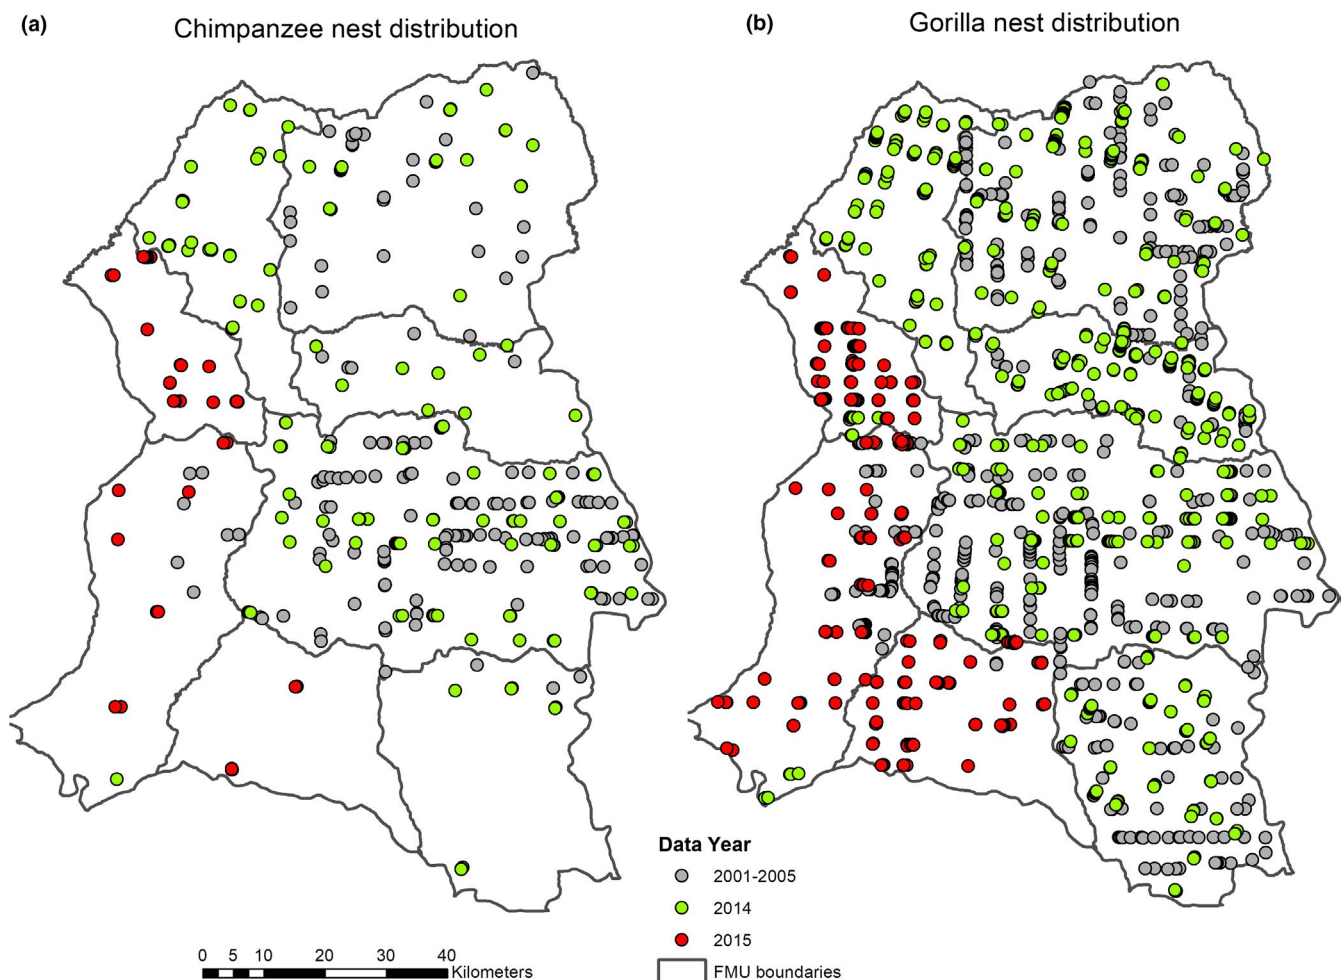 (a)
Chimpanzee nest distribution
(b)
Gorilla nest distribution
Data Year
2001-2005
2014
2015
FMU boundaries
0 5 10 20 30 40
Kilometers